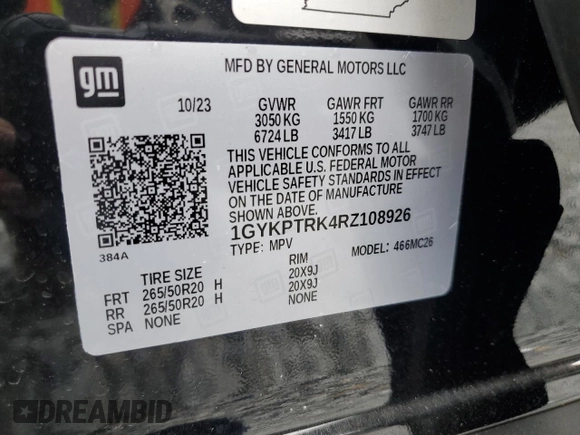 gm
MFD BY GENERAL MOTORS LLC
10/23 GVWR GAWR FRT GAWR RR
3050 KG 1550 KG 1700 KG
6724 LB 3417 LB 3747 LB
THIS VEHICLE CONFORMS TO ALL
APPLICABLE U.S. FEDERAL MOTOR
VEHICLE SAFETY STANDARDS IN EFFECT
ON THE DATE OF MANUFACTURE
SHOWN ABOVE.
1GYKPTRK4RZ108926
384A TYPE: MPV MODEL: 466MC26
TIRE SIZE RIM
FRT 265/50R20 H 20X9J
RR 265/50R20 H 20X9J
SPA NONE NONE
DREAMBID